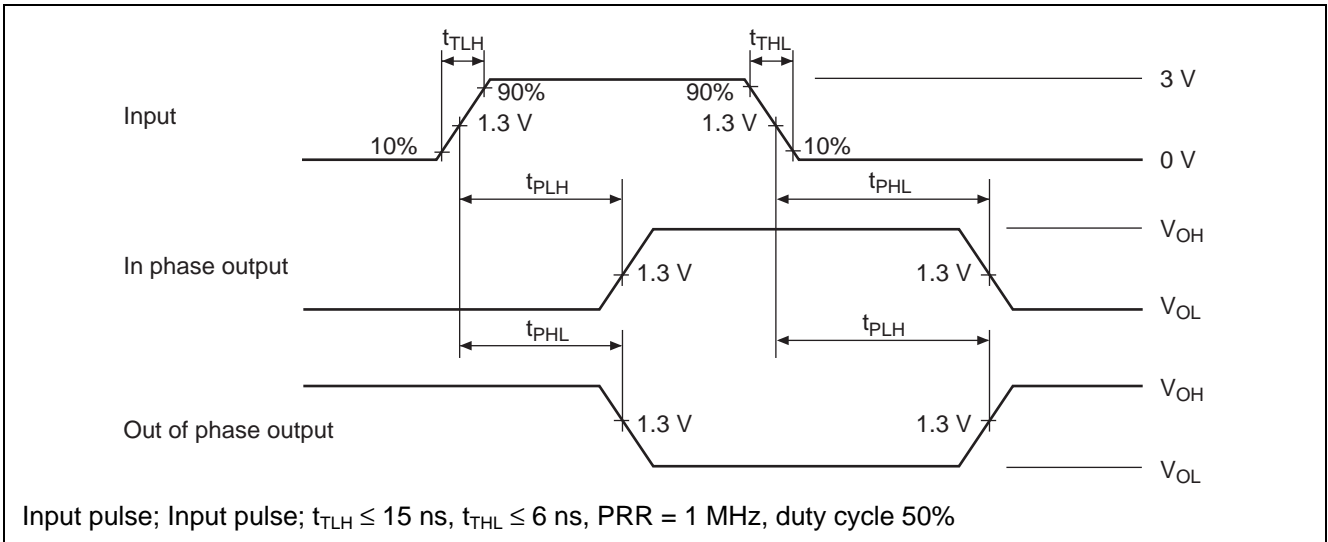 tTLH
tTHL
Input
10%
90%
1.3 V
90%
1.3 V
10%
3 V
0 V
tPLH
tPHL
In phase output
1.3 V
1.3 V
VOH
VOL
tPHL
tPLH
Out of phase output
1.3 V
1.3 V
VOH
VOL
Input pulse; Input pulse; tTLH ≤ 15 ns, tTHL ≤ 6 ns, PRR = 1 MHz, duty cycle 50%